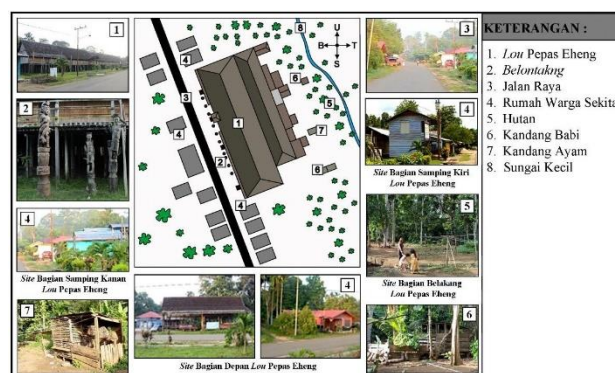 1
2
4
Site Bagian Samping Kanan
Lou Pepas Eheng
7
8
U
B T
S
4
3
6
5
1
4
7
2
6
4
Site Bagian Depan Lou Pepas Eheng
4
3
4
Site Bagian Samping Kiri
Lou Pepas Eheng
5
Site Bagian Belakang
Lou Pepas Eheng
6
KETERANGAN :
1. Lou Pepas Eheng
2. Belontakng
3. Jalan Raya
4. Rumah Warga Sekita
5. Hutan
6. Kandang Babi
7. Kandang Ayam
8. Sungai Kecil